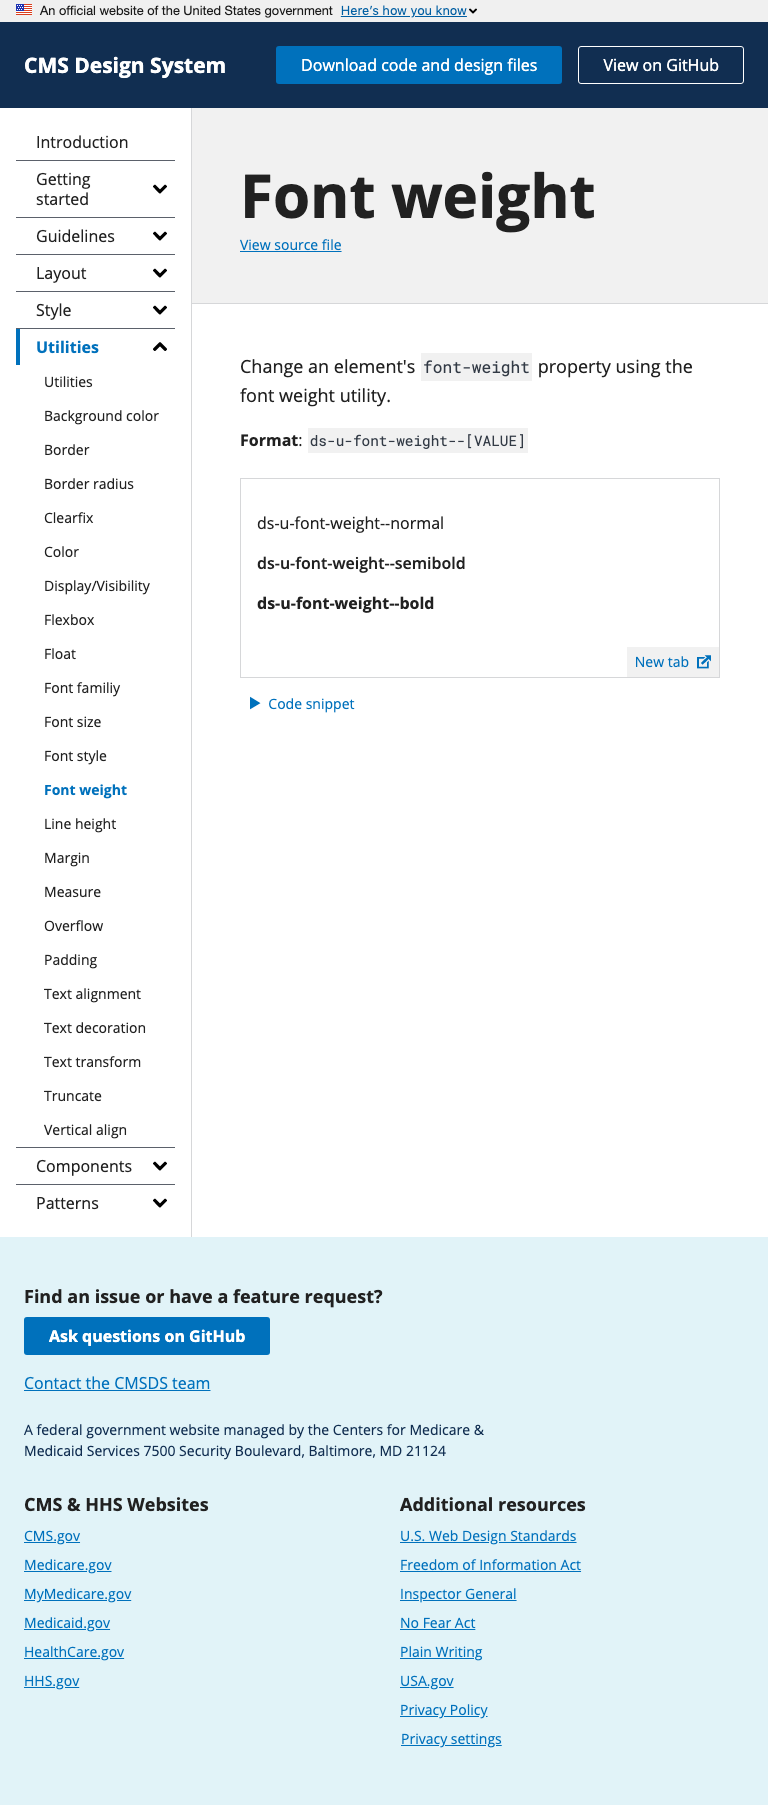 An official website of the United States government Here's how you know
CMS Design System
Download code and design files
View on GitHub
Introduction
Getting
started
Guidelines
Layout
Style
Utilities
Utilities
Background color
Border
Border radius
Clearfix
Color
Display/Visibility
Flexbox
Float
Font familiy
Font size
Font style
Font weight
Line height
Margin
Measure
Overflow
Padding
Text alignment
Text decoration
Text transform
Truncate
Vertical align
Components
Patterns
Font weight
View source file
Change an element's font-weight property using the
font weight utility.
Format: ds-u-font-weight--[VALUE]
ds-u-font-weight--normal
ds-u-font-weight--semibold
ds-u-font-weight--bold
New tab
Code snippet
Find an issue or have a feature request?
Ask questions on GitHub
Contact the CMSDS team
A federal government website managed by the Centers for Medicare &
Medicaid Services 7500 Security Boulevard, Baltimore, MD 21124
CMS & HHS Websites
CMS.gov
Medicare.gov
MyMedicare.gov
Medicaid.gov
HealthCare.gov
HHS.gov
Additional resources
U.S. Web Design Standards
Freedom of Information Act
Inspector General
No Fear Act
Plain Writing
USA.gov
Privacy Policy
Privacy settings